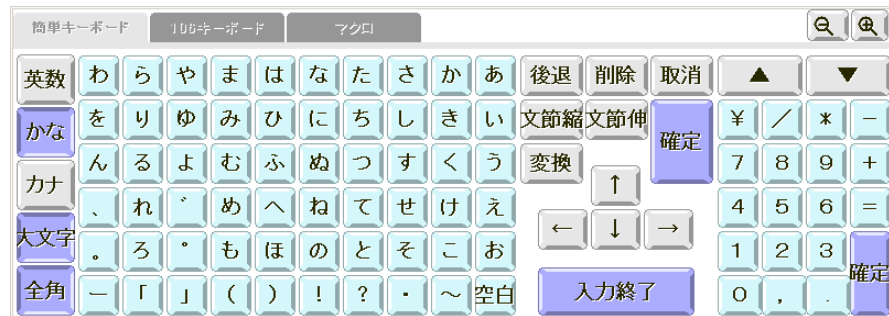 簡単キーボード 106キーボード マクロ
英数 わ ら や ま は な た さ か あ 後退 削除 取消 ▲ ▼
かな を り ゆ み ひ に ち し き い 文節縮 文節伸 確定 ¥ / * -
ん る よ む ふ ぬ つ す く う 変換 7 8 9 +
カナ 、 れ ゛ め へ ね て せ け え ↑ 4 5 6 =
大文字 。 ろ ゜ も ほ の と そ こ お ← ↓ → 1 2 3 確定
全角 ー 「 」 ( ) ! ? ・ ~ 空白 入力終了 0 , .